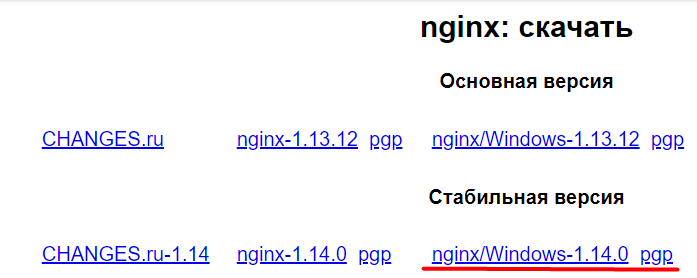 nginx: скачать
Основная версия
CHANGES.ru nginx-1.13.12 pgp nginx/Windows-1.13.12 pgp
Стабильная версия
CHANGES.ru-1.14 nginx-1.14.0 pgp nginx/Windows-1.14.0 pgp